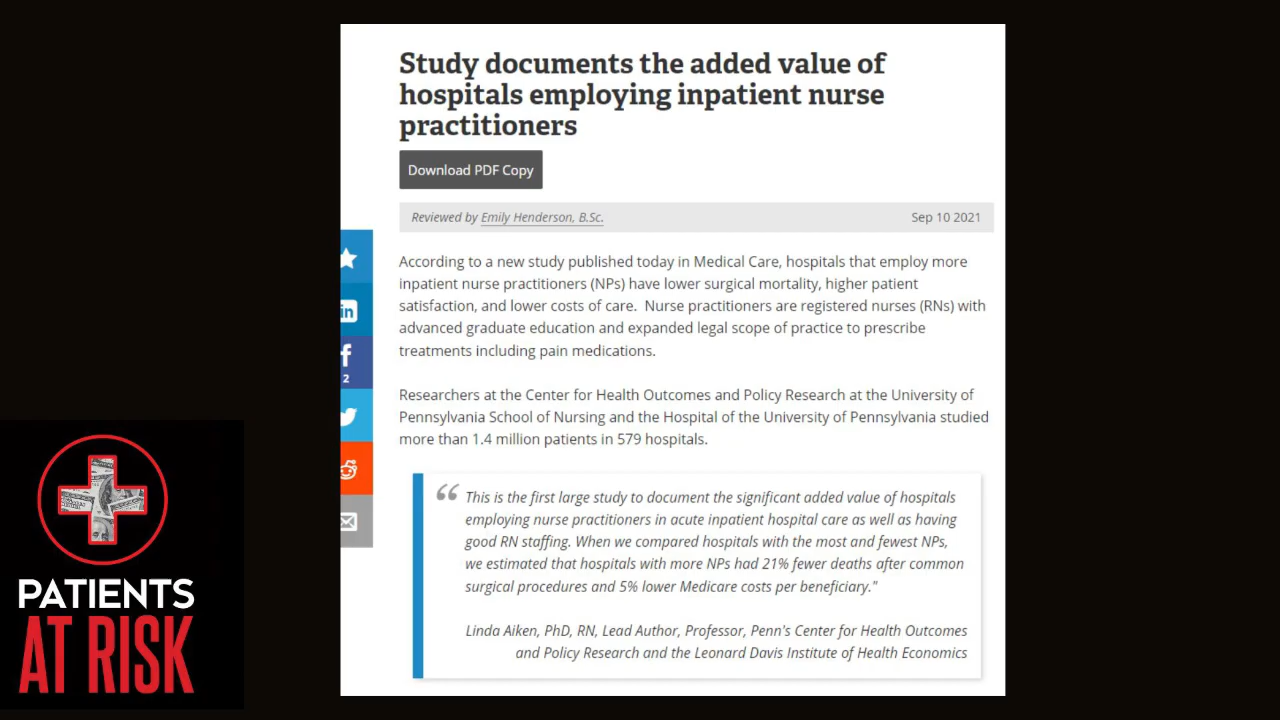 Study documents the added value of
hospitals employing inpatient nurse
practitioners
Download PDF Copy
Reviewed by Emily Henderson, B.Sc.
Sep 10 2021
According to a new study published today in Medical Care, hospitals that employ more
inpatient nurse practitioners (NPs) have lower surgical mortality, higher patient
satisfaction, and lower costs of care.  Nurse practitioners are registered nurses (RNs) with
advanced graduate education and expanded legal scope of practice to prescribe
treatments including pain medications.
Researchers at the Center for Health Outcomes and Policy Research at the University of
Pennsylvania School of Nursing and the Hospital of the University of Pennsylvania studied
more than 1.4 million patients in 579 hospitals.
in
f
2
“ This is the first large study to document the significant added value of hospitals
employing nurse practitioners in acute inpatient hospital care as well as having
good RN staffing. When we compared hospitals with the most and fewest NPs,
we estimated that hospitals with more NPs had 21% fewer deaths after common
surgical procedures and 5% lower Medicare costs per beneficiary."
Linda Aiken, PhD, RN, Lead Author, Professor, Penn's Center for Health Outcomes
and Policy Research and the Leonard Davis Institute of Health Economics
PATIENTS
AT RISK